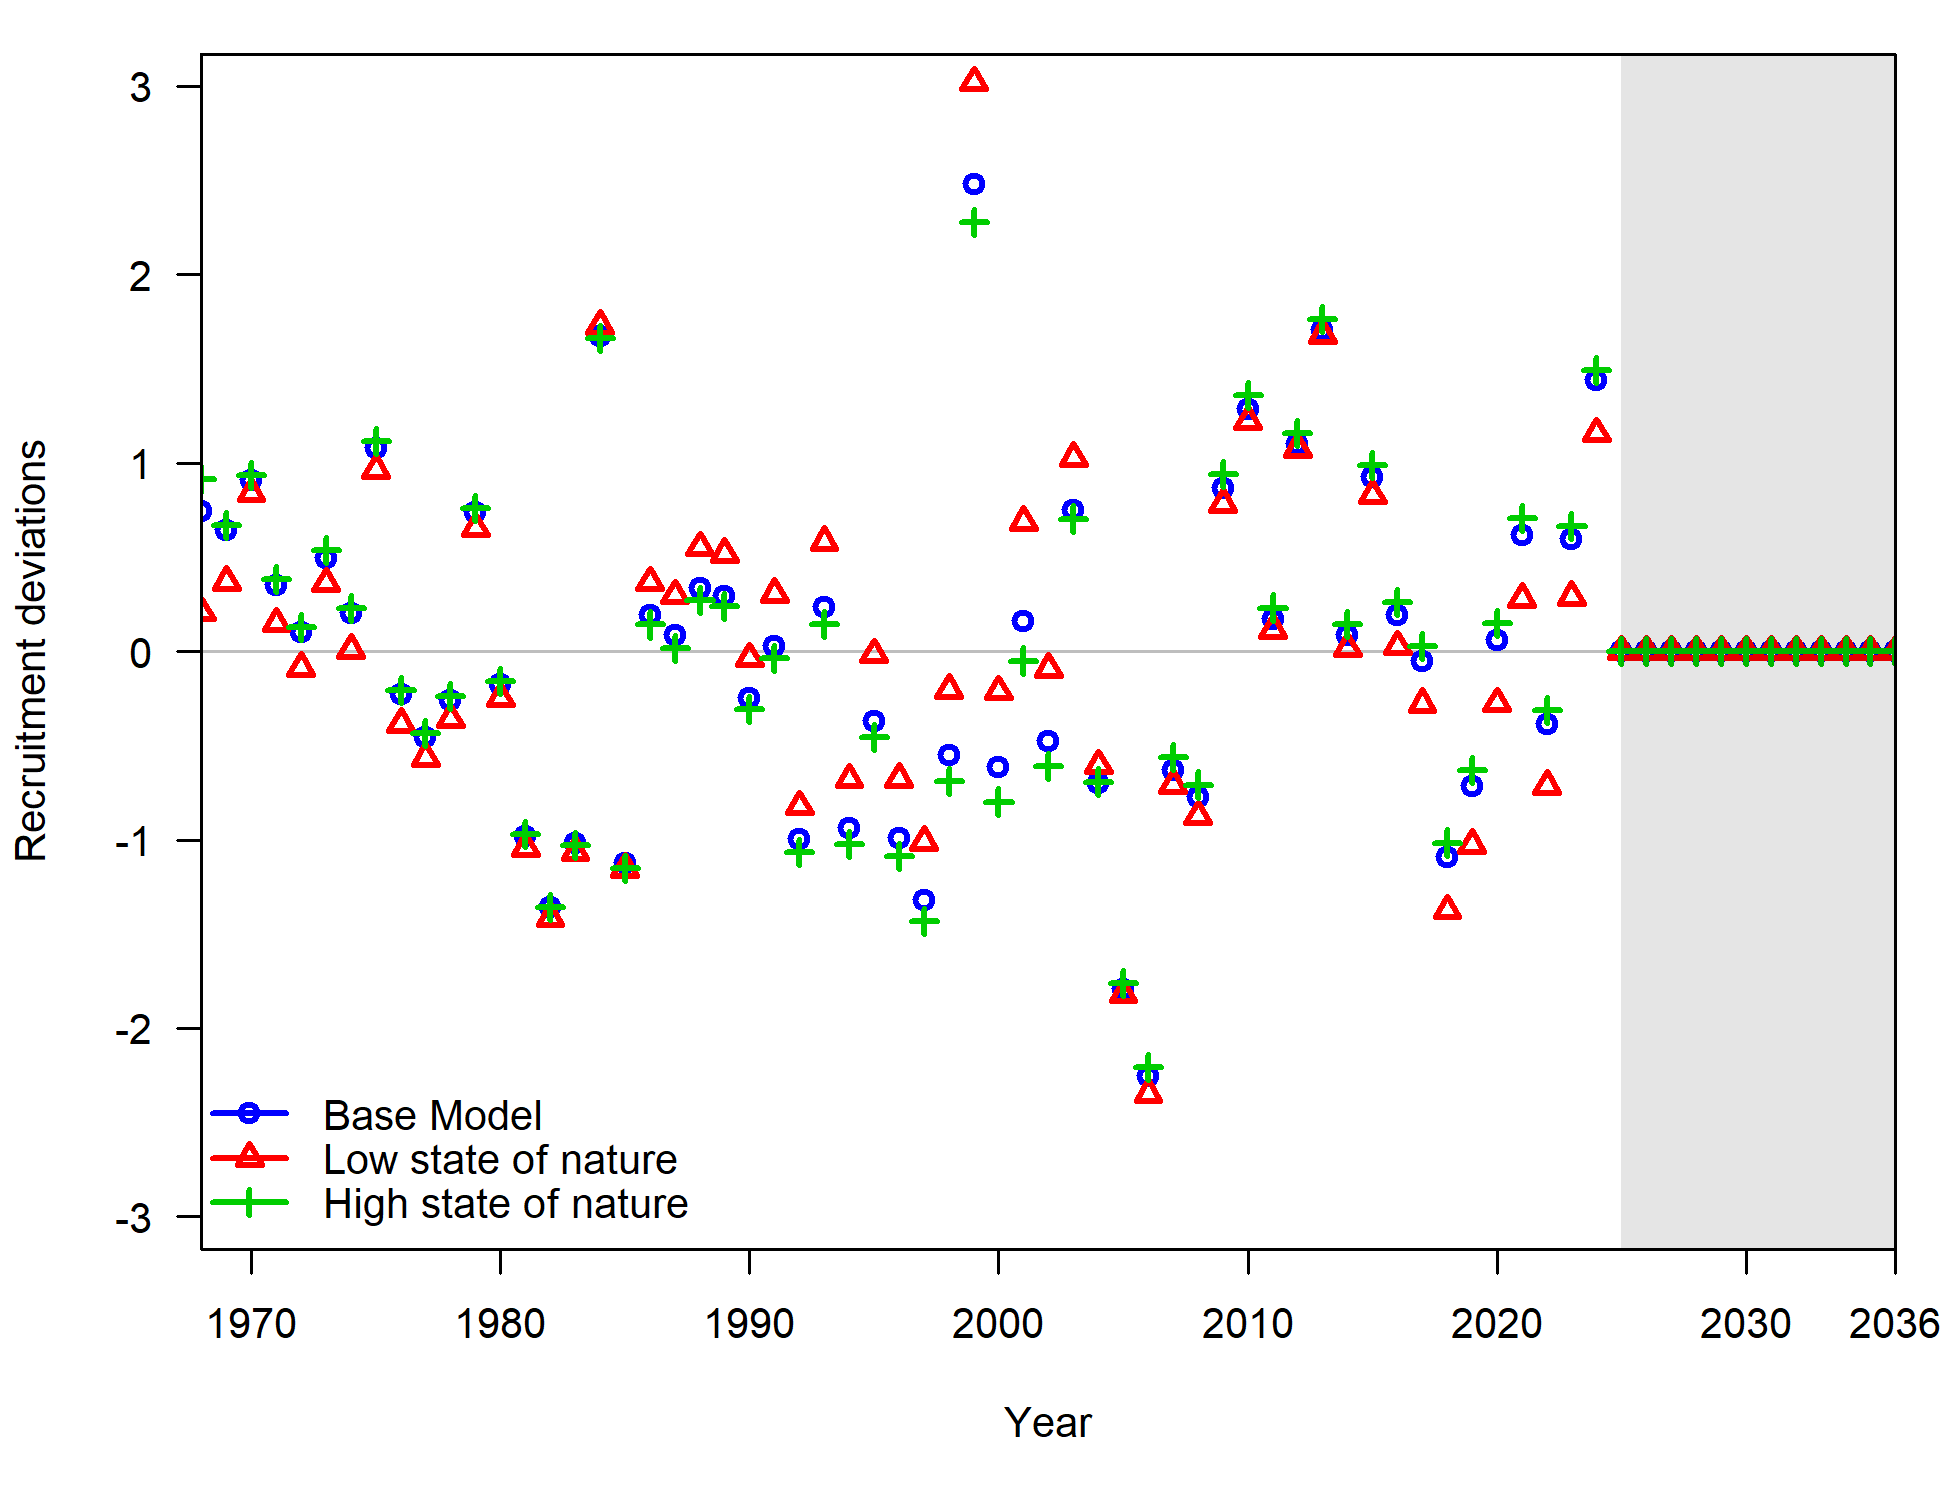 Recruitment deviations
3
2
1
0
-1
-2
-3
Base Model
Low state of nature
High state of nature
1970 1980 1990 2000 2010 2020 2030 2036
Year